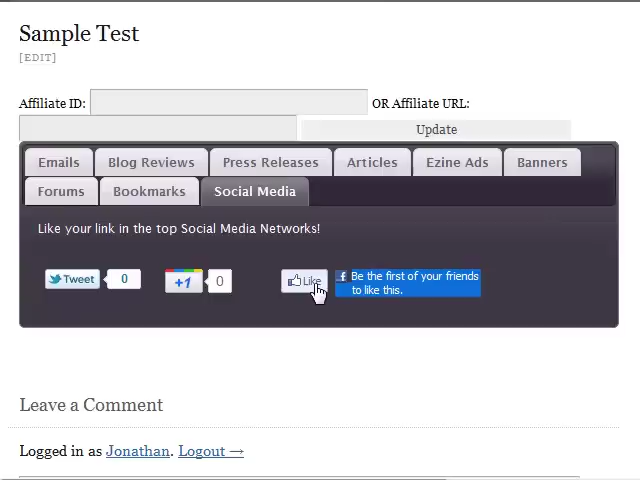 Sample Test
[EDIT]
Affiliate ID: OR Affiliate URL:
Update
Emails Blog Reviews Press Releases Articles Ezine Ads Banners
Forums Bookmarks Social Media
Like your link in the top Social Media Networks!
Tweet 0 +1 0 Like Be the first of your friends
to like this.
Leave a Comment
Logged in as Jonathan. Logout →